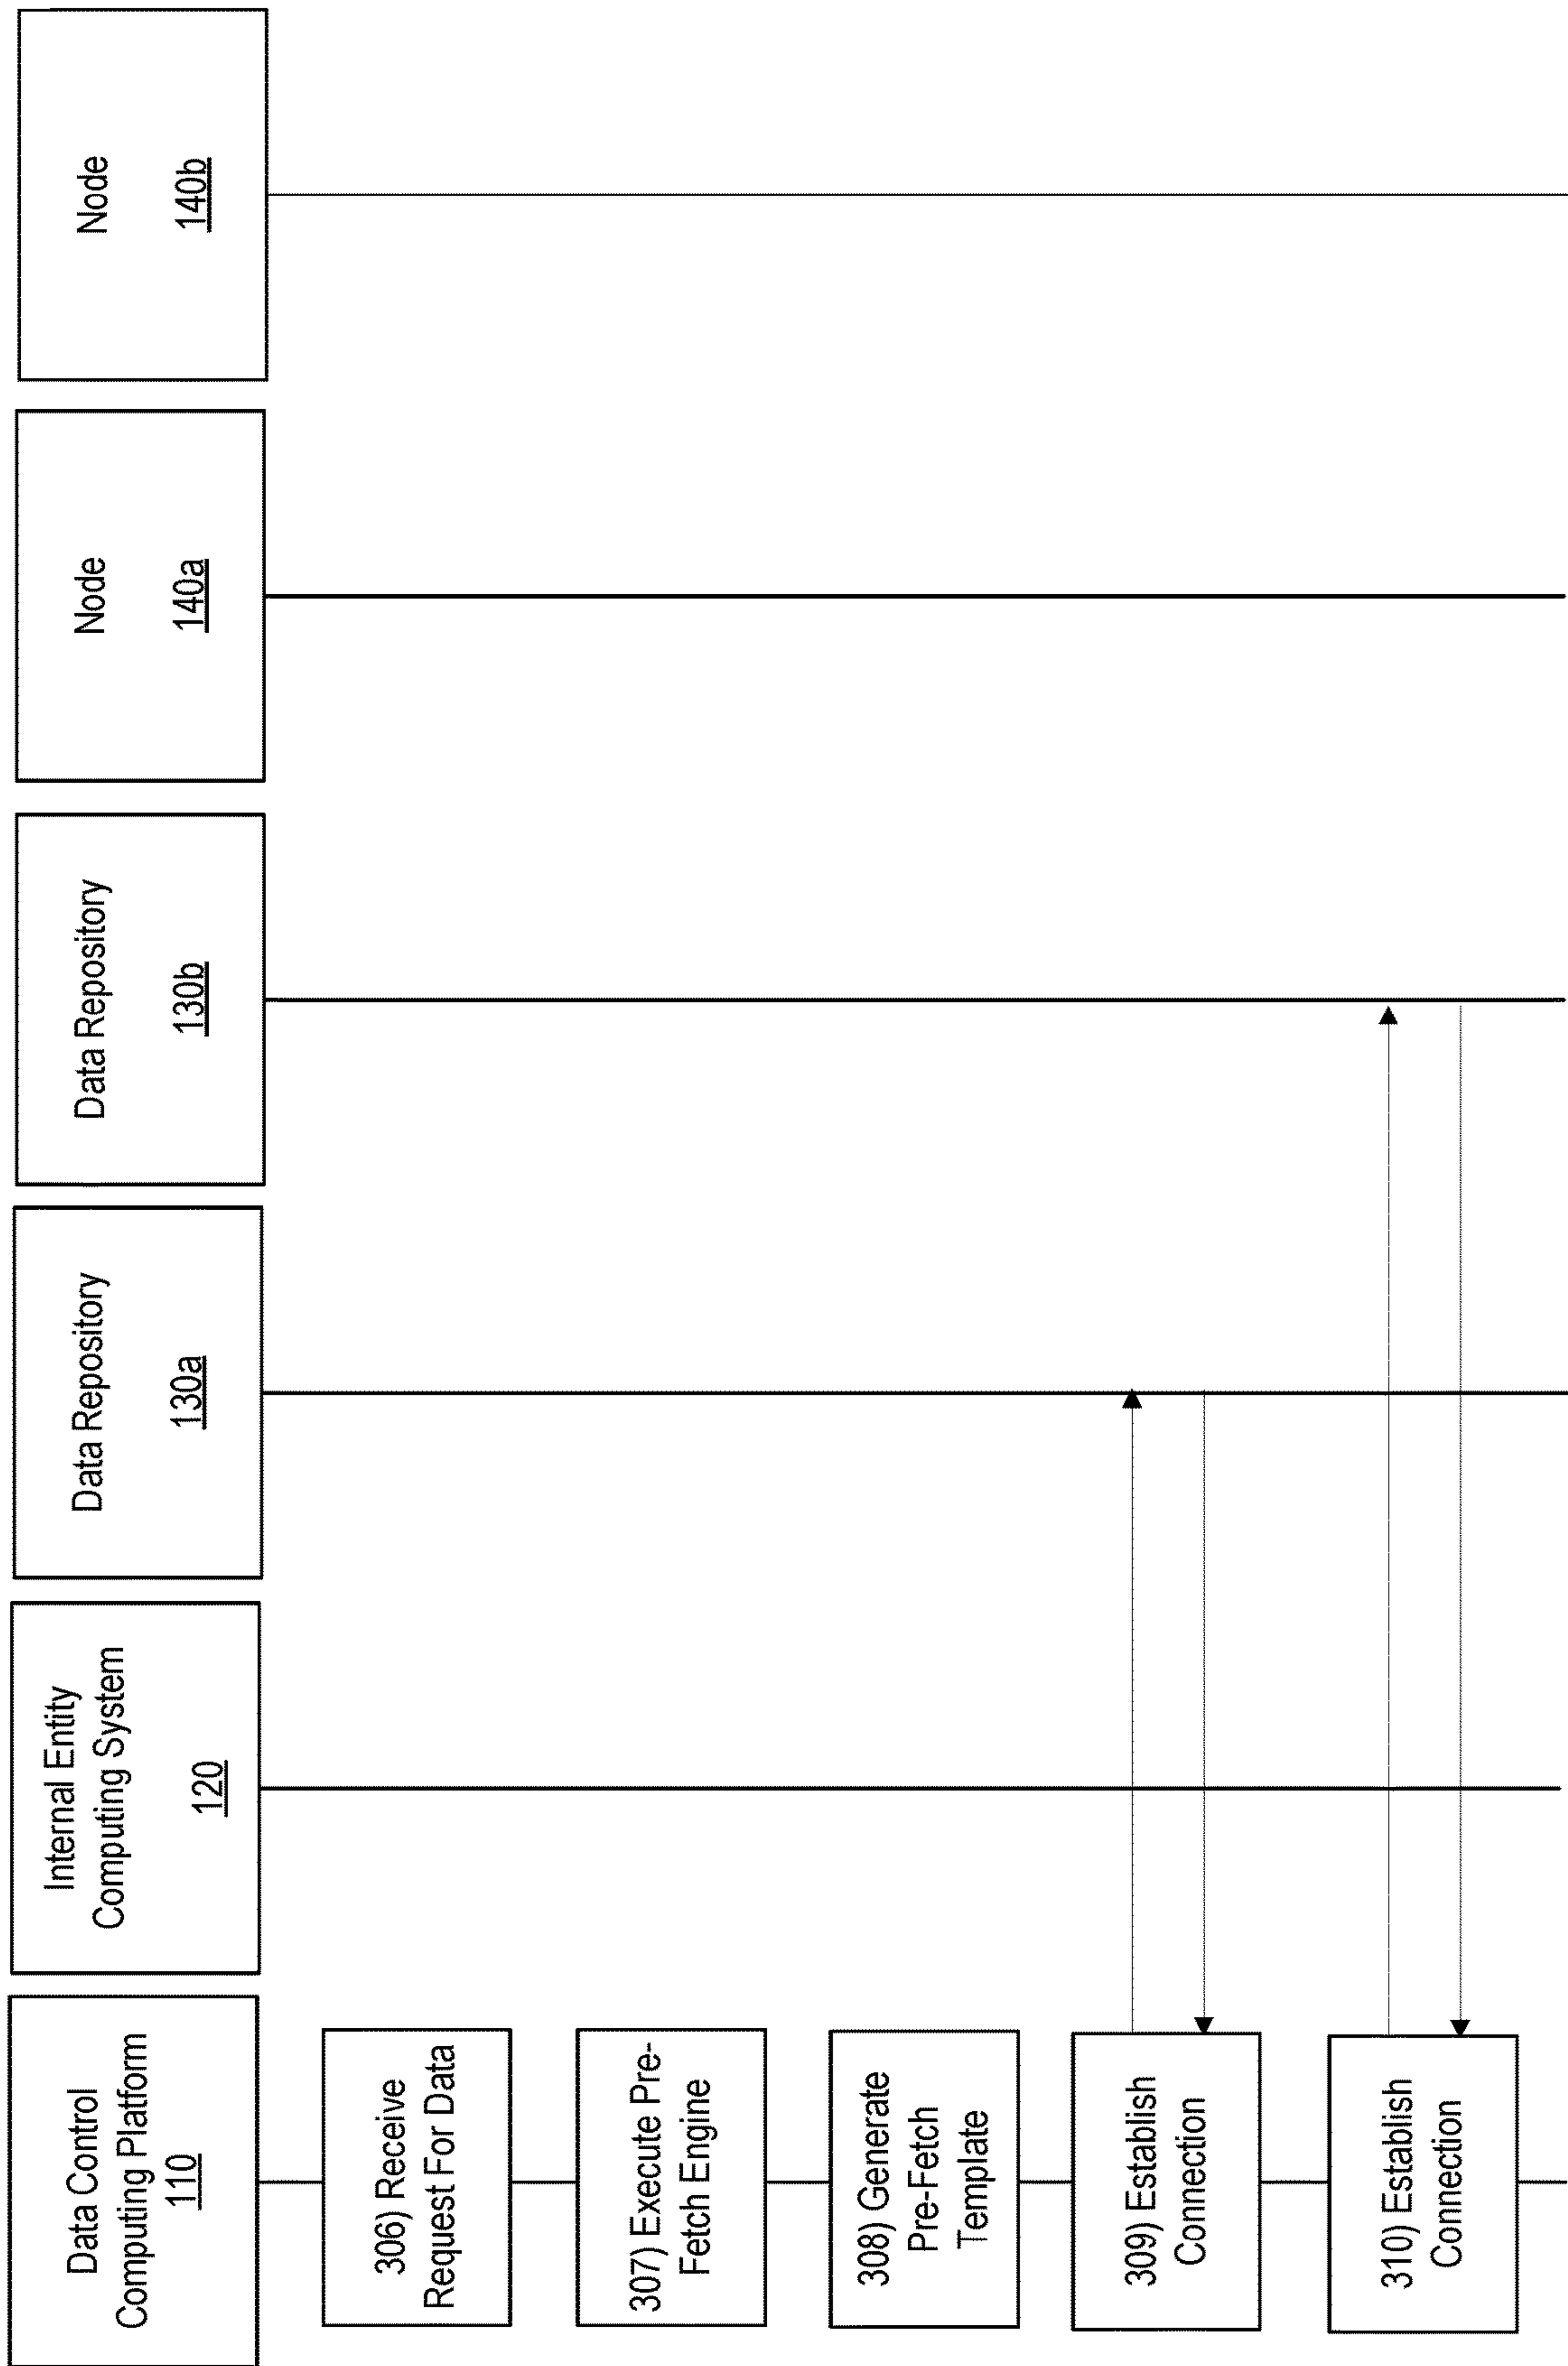 Data Control
Computing Platform
110
Internal Entity
Computing System
120
Data Repository
130a
Data Repository
130b
Node
140a
Node
140b
306) Receive
Request For Data
307) Execute Pre-
Fetch Engine
308) Generate
Pre-Fetch
Template
309) Establish
Connection
310) Establish
Connection